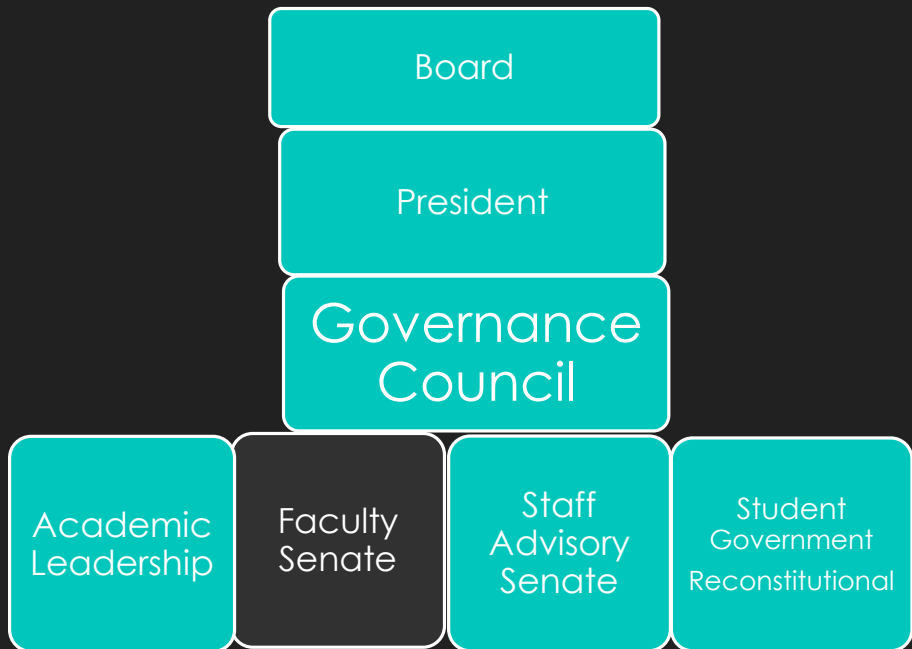 Board
President
Governance
Council
Academic
Leadership
Faculty
Senate
Staff
Advisory
Senate
Student
Government
Reconstitutional